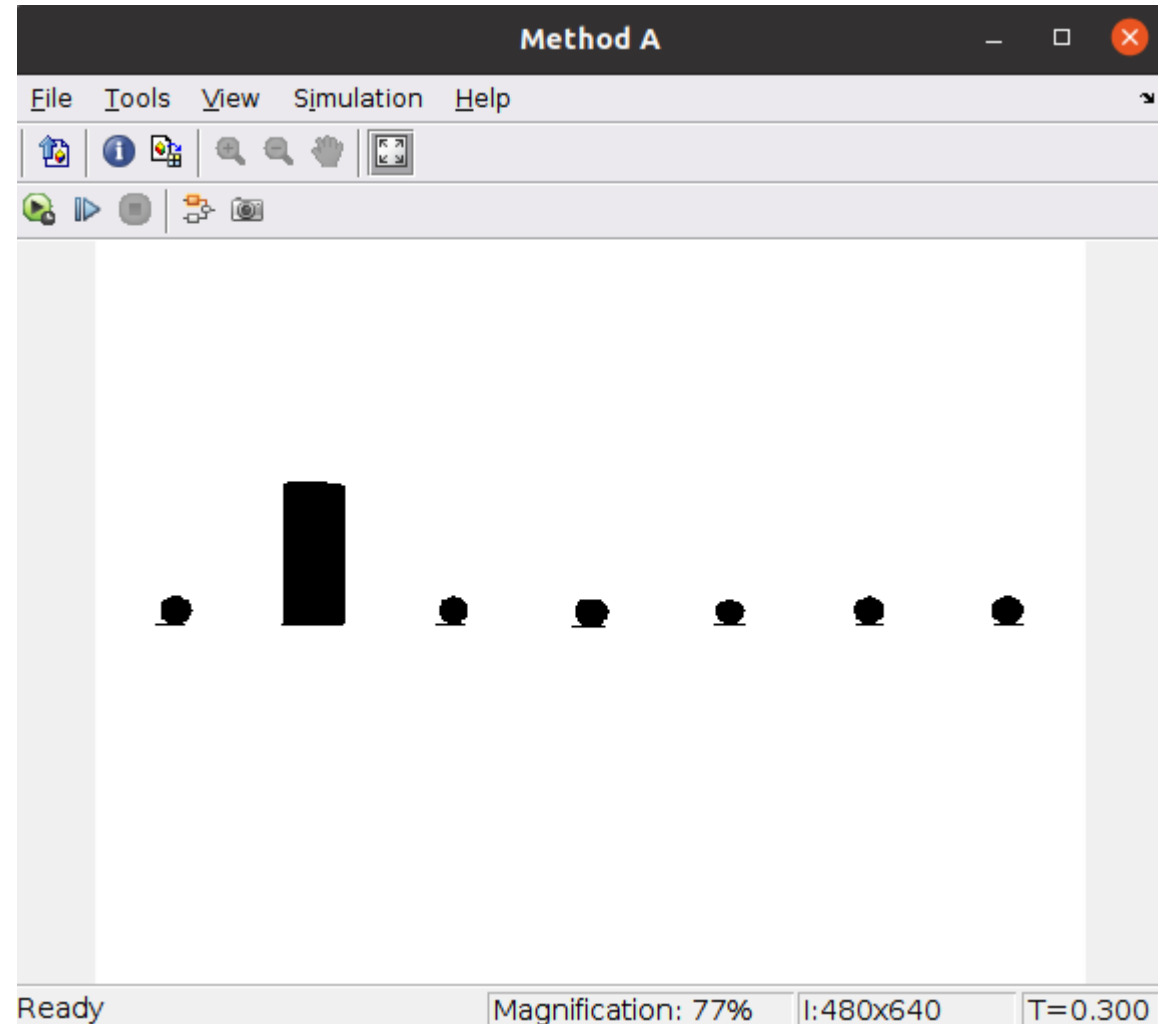 Method A
File Tools View Simulation Help
Ready Magnification: 77% I:480x640 T=0.300